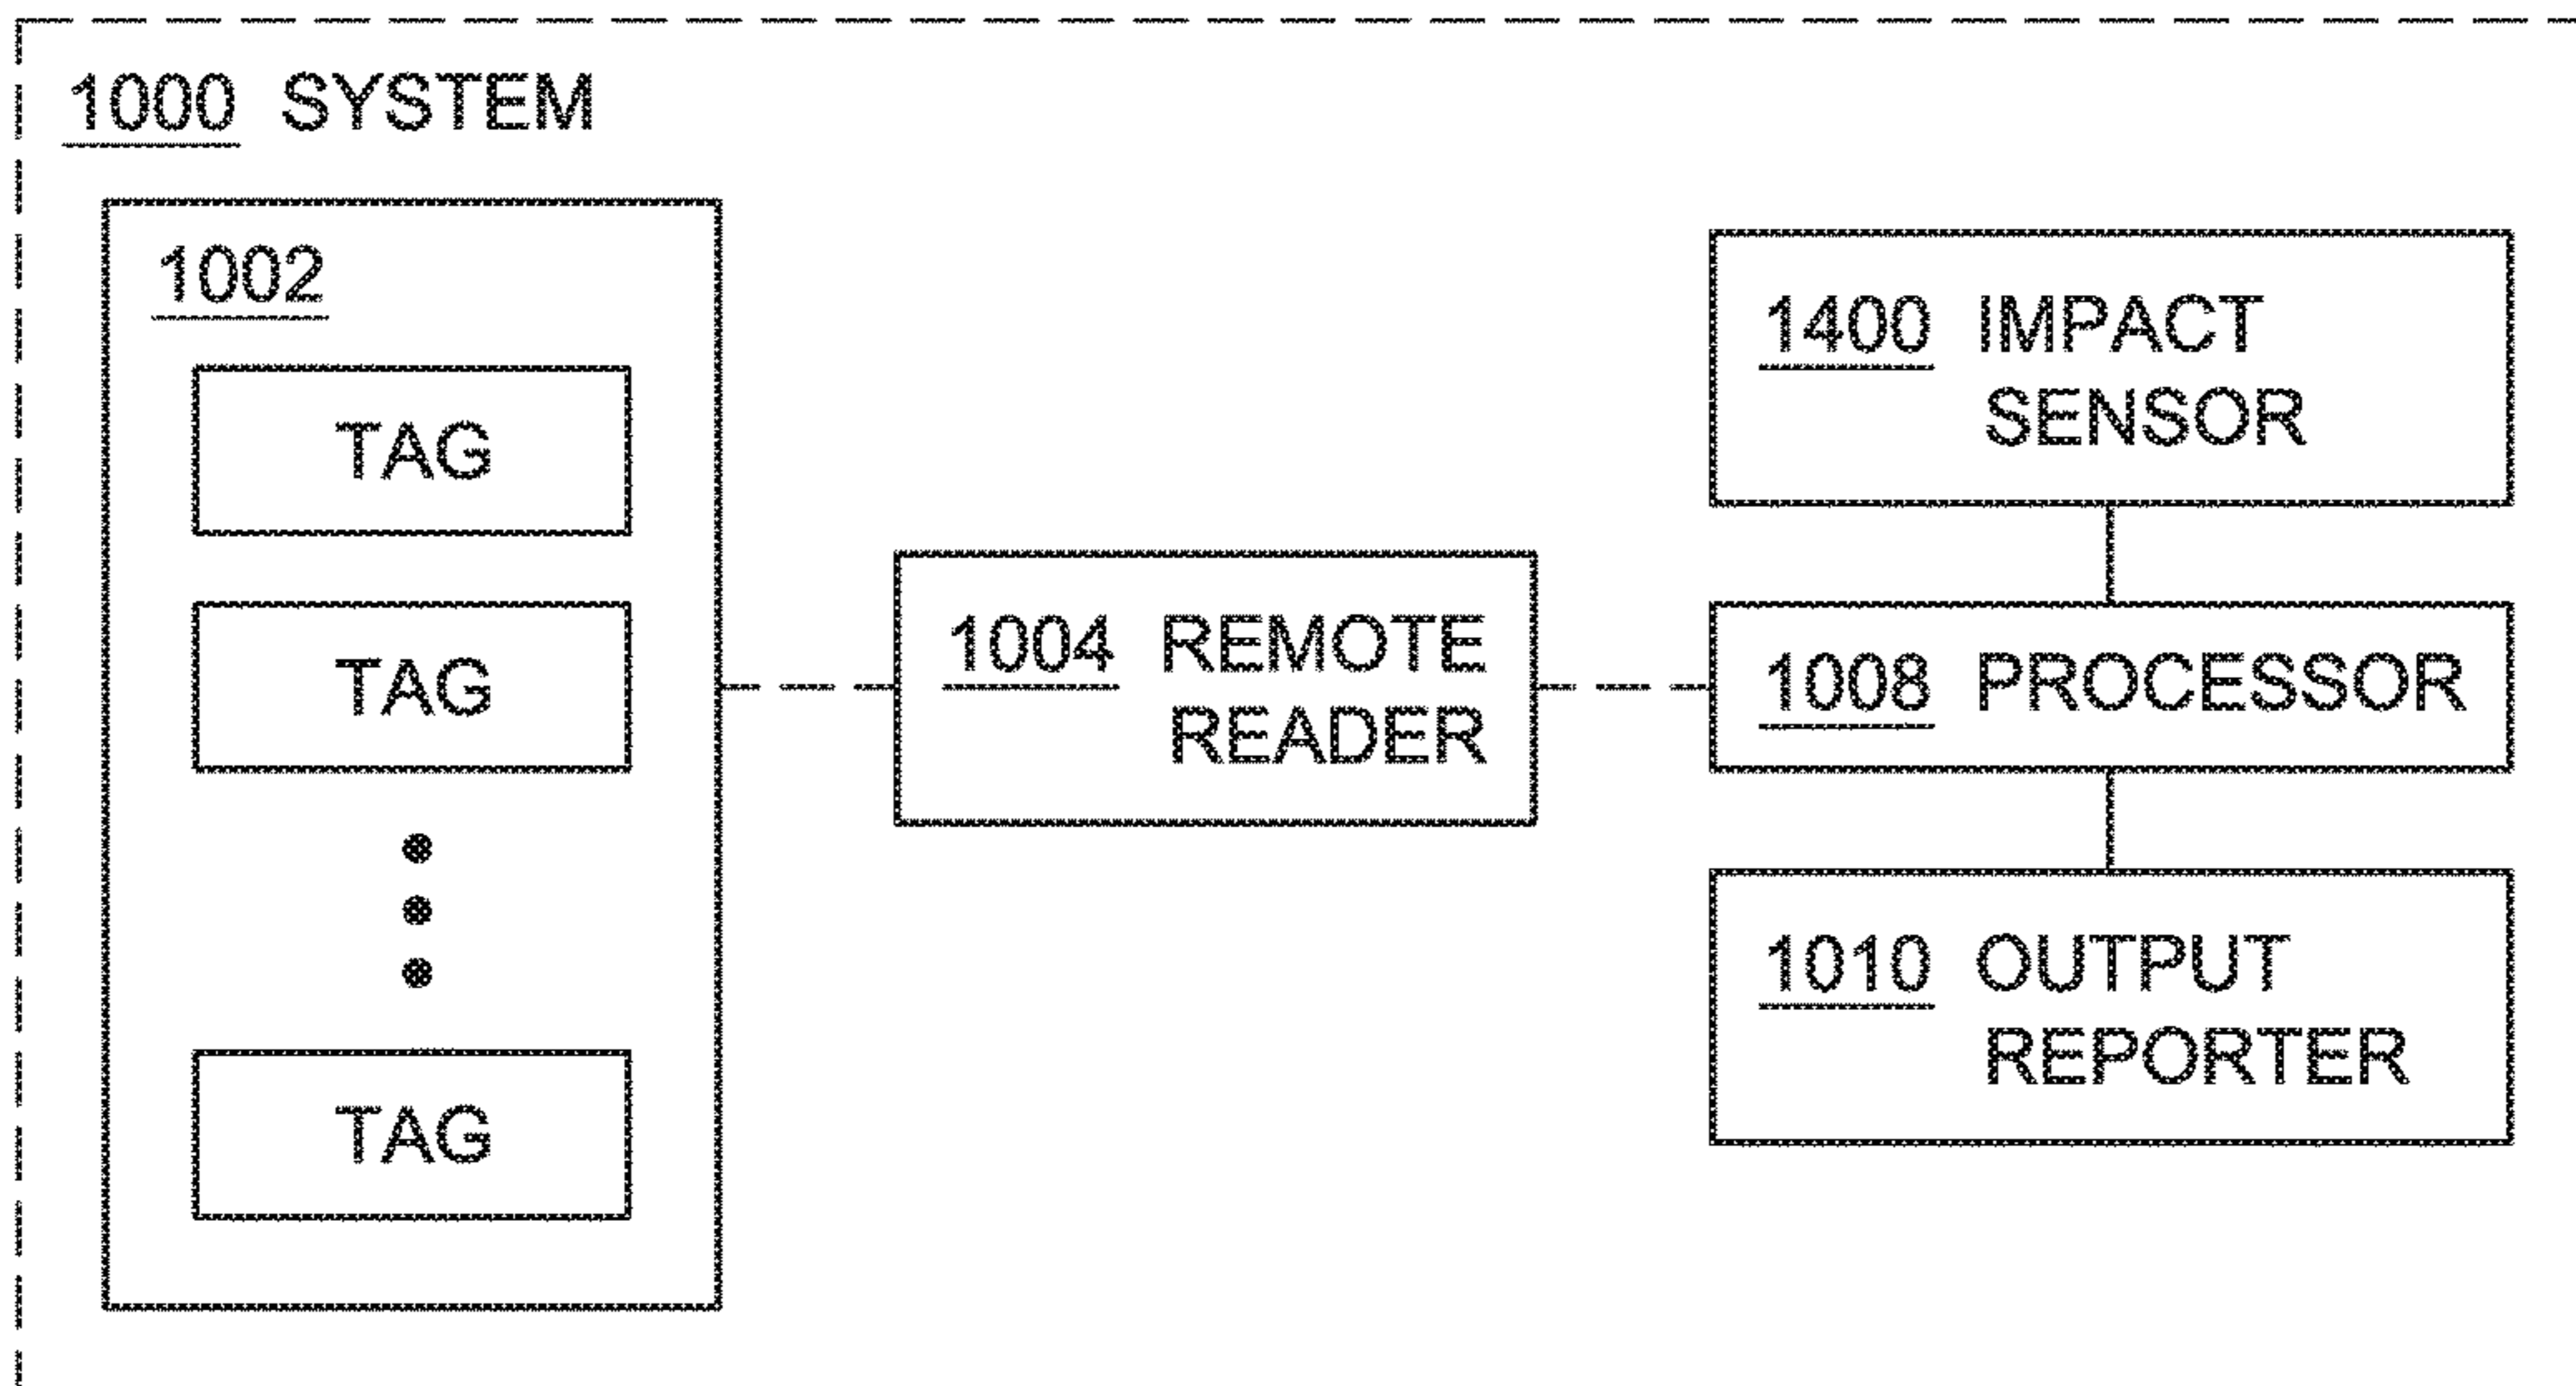 1000 SYSTEM
1002
TAG
TAG
TAG
1004 REMOTE
READER
1400 IMPACT
SENSOR
1008 PROCESSOR
1010 OUTPUT
REPORTER